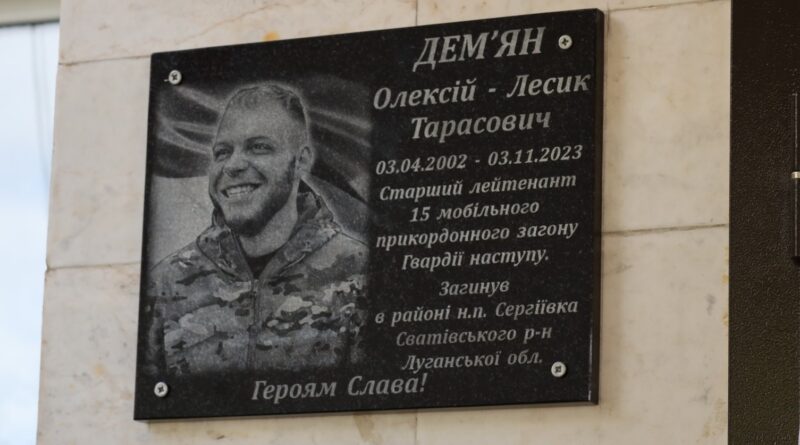 ДЕМ'ЯН
Олексій - Лесик
Тарасович
03.04.2002 - 03.11.2023
Старший лейтенант
15 мобільного
прикордонного загону
Гвардії наступу.
Загинув
в районі н.п. Сергіївка
Сватівського р-н
Луганської обл.
Героям Слава!